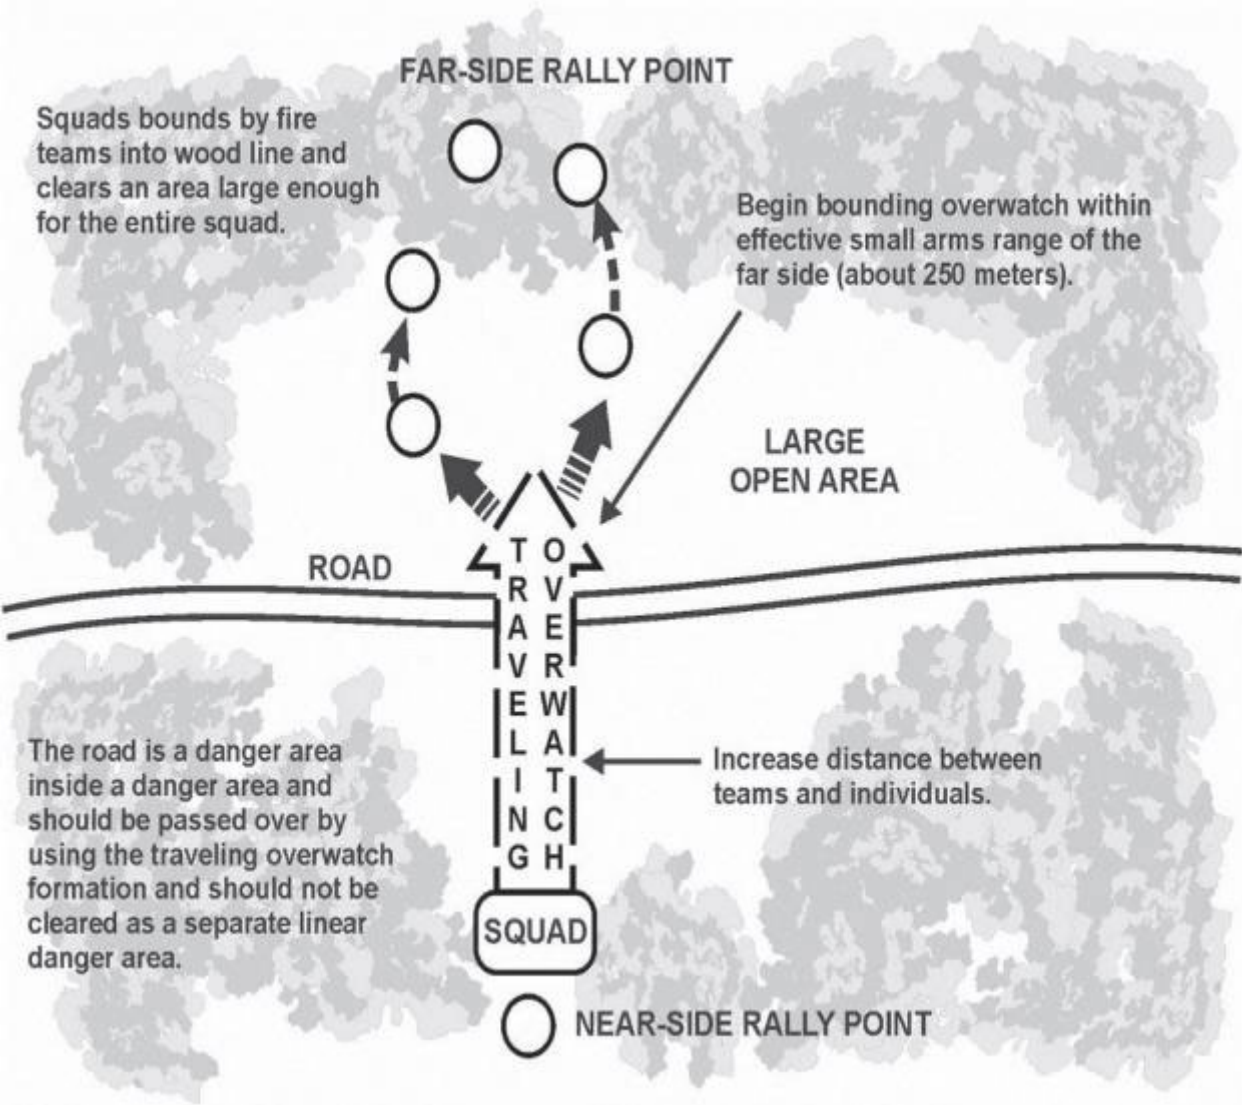 FAR-SIDE RALLY POINT
Squads bounds by fire
teams into wood line and
clears an area large enough
for the entire squad.
Begin bounding overwatch within
effective small arms range of the
far side (about 250 meters).
LARGE
OPEN AREA
ROAD
TRAVELING
OVERWATCH
The road is a danger area
inside a danger area and
should be passed over by
using the traveling overwatch
formation and should not be
cleared as a separate linear
danger area.
Increase distance between
teams and individuals.
SQUAD
NEAR-SIDE RALLY POINT